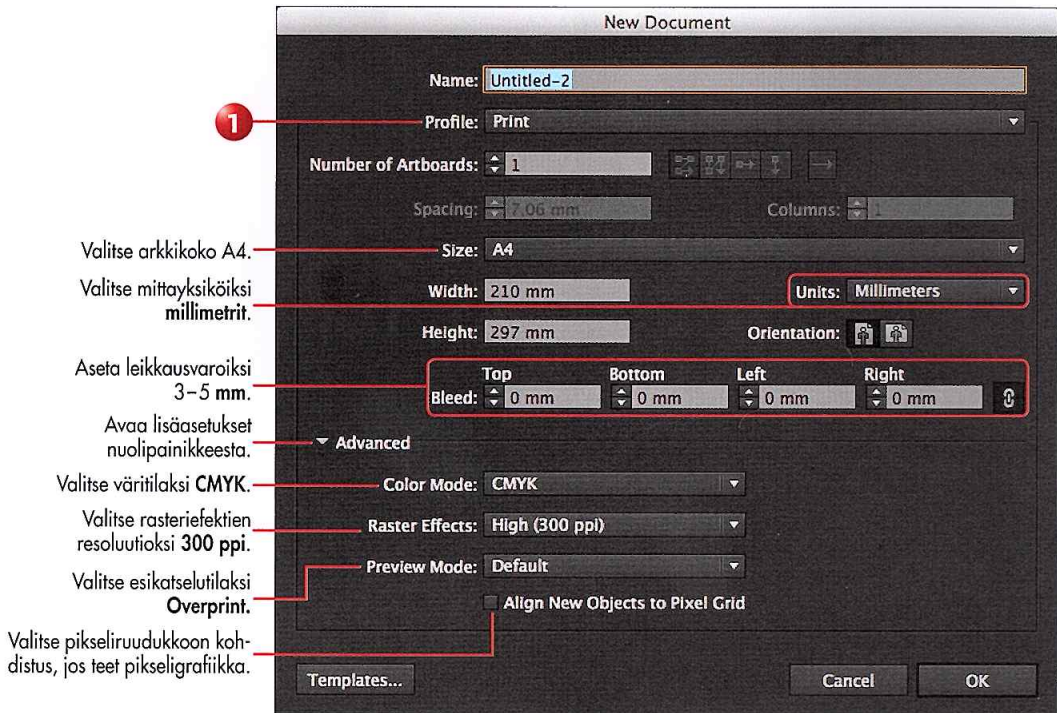 New Document
Name: Untitled-2
1
Profile: Print
Number of Artboards: 1
Spacing: 7.06 mm Columns: 1
Valitse arkkikoko A4.
Size: A4
Valitse mittayksiköiksi
millimetrit.
Width: 210 mm Units: Millimeters
Height: 297 mm Orientation:
Aseta leikkausvaroiksi
3–5 mm.
Top Bottom Left Right
Bleed: 0 mm 0 mm 0 mm 0 mm
Avaa lisäasetukset
nuolipainikkeesta.
Advanced
Valitse väritilaksi CMYK.
Color Mode: CMYK
Valitse rasteriefektien
resoluutioksi 300 ppi.
Raster Effects: High (300 ppi)
Valitse esikatselutilaksi
Overprint.
Preview Mode: Default
Align New Objects to Pixel Grid
Valitse pikseliruudukkoon koh-
distus, jos teet pikseligrafiikka.
Templates... Cancel OK